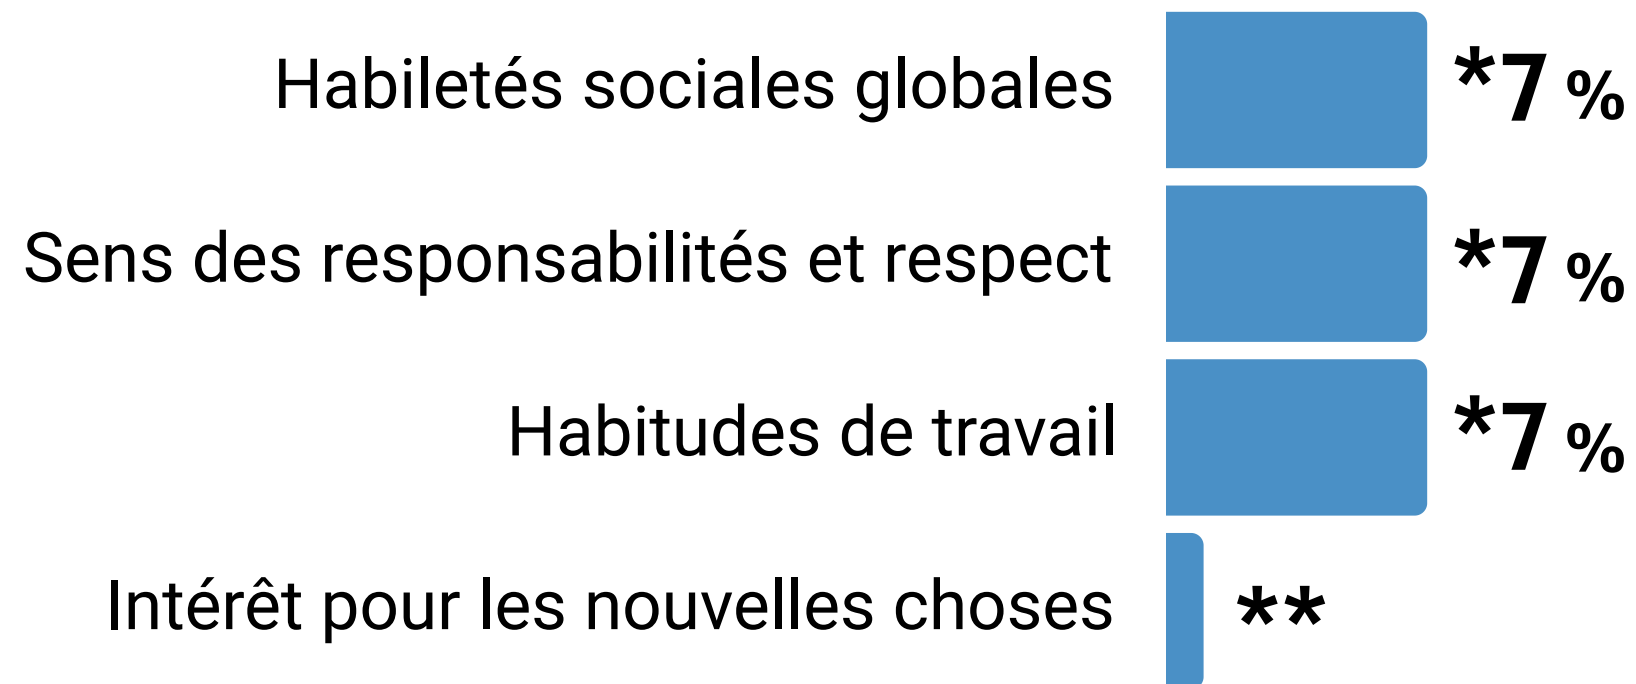 Habiletés sociales globales *7 %
Sens des responsabilités et respect *7 %
Habitudes de travail *7 %
Intérêt pour les nouvelles choses **